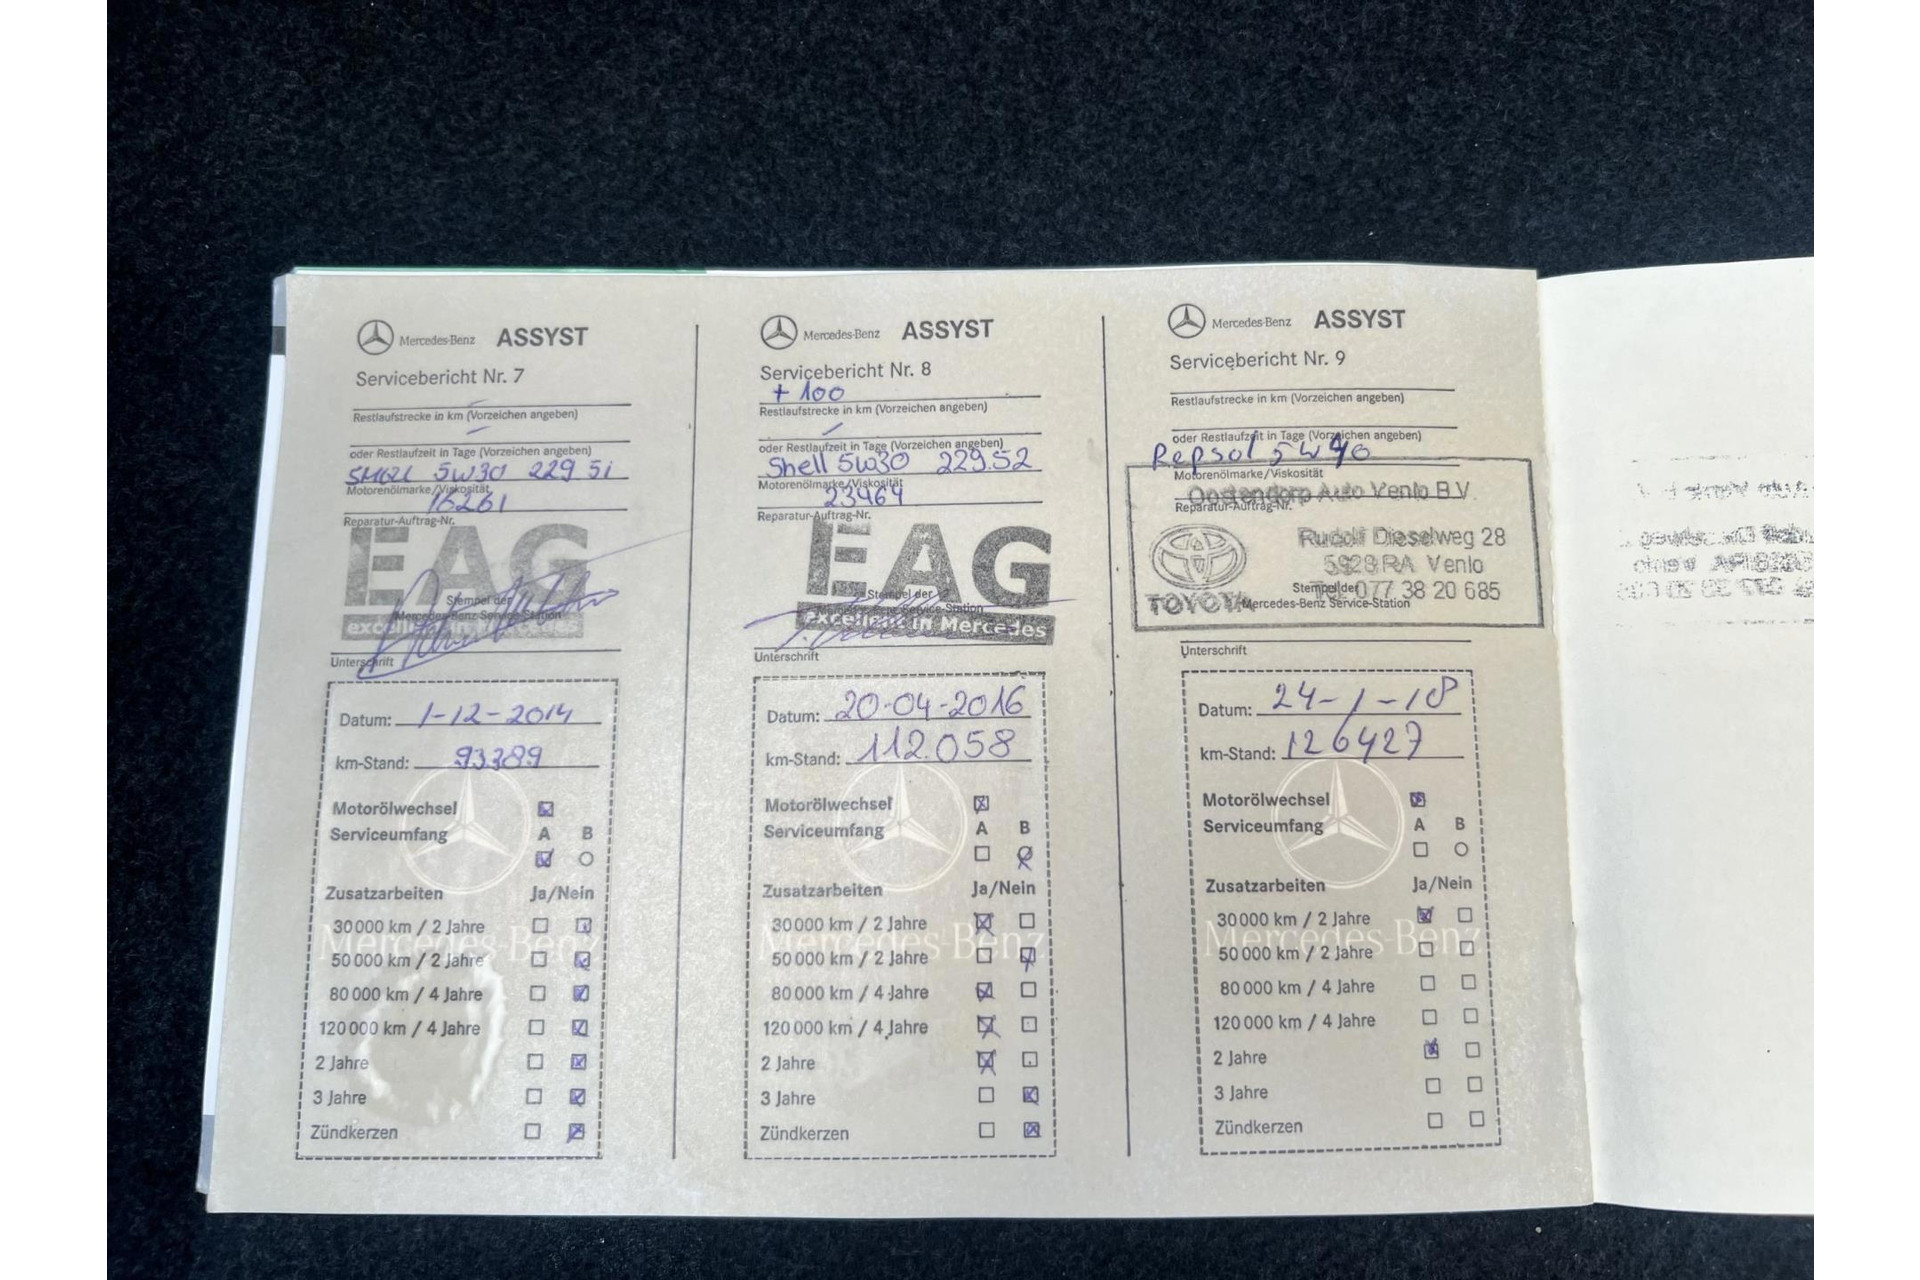 Mercedes-Benz ASSYST
Servicebericht Nr. 7
Restlaufstrecke in km (Vorzeichen angeben)
oder Restlaufzeit in Tage (Vorzeichen angeben)
5W30 229 51
Motorenölmarke/Viskosität
16261
Reparatur-Auftrag-Nr.
EAG
Stempel der
Mercedes-Benz Service-Station
excellent in Mercedes
Unterschrift
Datum: 1-12-2014
km-Stand: 93389
Motorölwechsel
Serviceumfang A B
Zusatzarbeiten Ja/Nein
30 000 km / 2 Jahre
50 000 km / 2 Jahre
80 000 km / 4 Jahre
120 000 km / 4 Jahre
2 Jahre
3 Jahre
Zündkerzen
Mercedes-Benz
Mercedes-Benz ASSYST
Servicebericht Nr. 8
+ 100
Restlaufstrecke in km (Vorzeichen angeben)
oder Restlaufzeit in Tage (Vorzeichen angeben)
Shell 5W30 229.52
Motorenölmarke/Viskosität
23464
Reparatur-Auftrag-Nr.
EAG
Stempel der
Mercedes-Benz Service-Station
excellent in Mercedes
Unterschrift
Datum: 20-04-2016
km-Stand: 112.058
Motorölwechsel
Serviceumfang A B
Zusatzarbeiten Ja/Nein
30 000 km / 2 Jahre
50 000 km / 2 Jahre
80 000 km / 4 Jahre
120 000 km / 4 Jahre
2 Jahre
3 Jahre
Zündkerzen
Mercedes-Benz
Mercedes-Benz ASSYST
Servicebericht Nr. 9
Restlaufstrecke in km (Vorzeichen angeben)
oder Restlaufzeit in Tage (Vorzeichen angeben)
Repsol 5W40
Motorenölmarke/Viskosität
Oostendorp Auto Venlo B.V.
Reparatur-Auftrag-Nr.
Rudolf Dieselweg 28
5928 RA Venlo
Stempel der
Tel. 077 38 20 685
TOYOTA
Mercedes-Benz Service-Station
Unterschrift
Datum: 24-1-18
km-Stand: 126427
Motorölwechsel
Serviceumfang A B
Zusatzarbeiten Ja/Nein
30 000 km / 2 Jahre
50 000 km / 2 Jahre
80 000 km / 4 Jahre
120 000 km / 4 Jahre
2 Jahre
3 Jahre
Zündkerzen
Mercedes-Benz